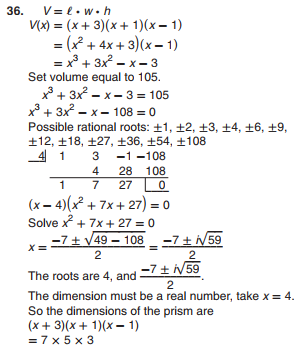 36. V = ℓ • w • h
V(x) = (x + 3)(x + 1)(x – 1)
= (x² + 4x + 3)(x – 1)
= x³ + 3x² – x – 3
Set volume equal to 105.
x³ + 3x² – x – 3 = 105
x³ + 3x² – x – 108 = 0
Possible rational roots: ±1, ±2, ±3, ±4, ±6, ±9,
±12, ±18, ±27, ±36, ±54, ±108
4 1 3 –1 –108
4 28 108
1 7 27 0
(x – 4)(x² + 7x + 27) = 0
Solve x² + 7x + 27 = 0
x = (–7 ± √(49 – 108))/2 = (–7 ± i√59)/2
The roots are 4, and (–7 ± i√59)/2
The dimension must be a real number, take x = 4.
So the dimensions of the prism are
(x + 3)(x + 1)(x – 1)
= 7 x 5 x 3